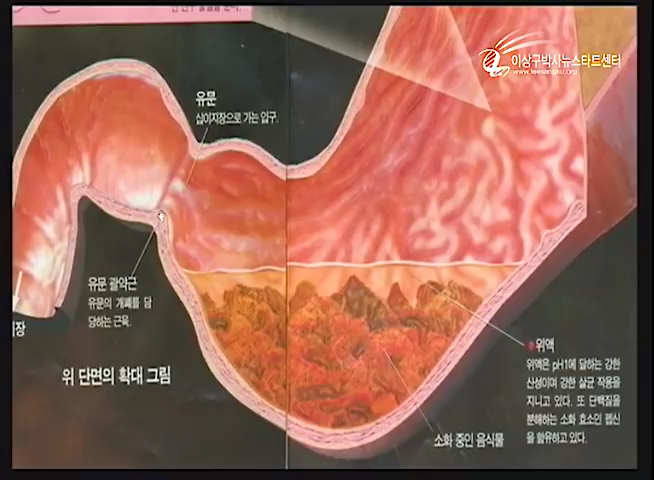 이상구박사뉴스타트센터
www.leesangku.org
유문
십이지장으로 가는 입구.
유문 괄약근
유문의 개폐를 담
당하는 근육.
장
위 단면의 확대 그림
위액
위액은 pH1에 달하는 강한
산성이며 강한 살균 작용을
지니고 있다. 또 단백질을
분해하는 소화 효소인 펩신
을 함유하고 있다.
소화 중인 음식물